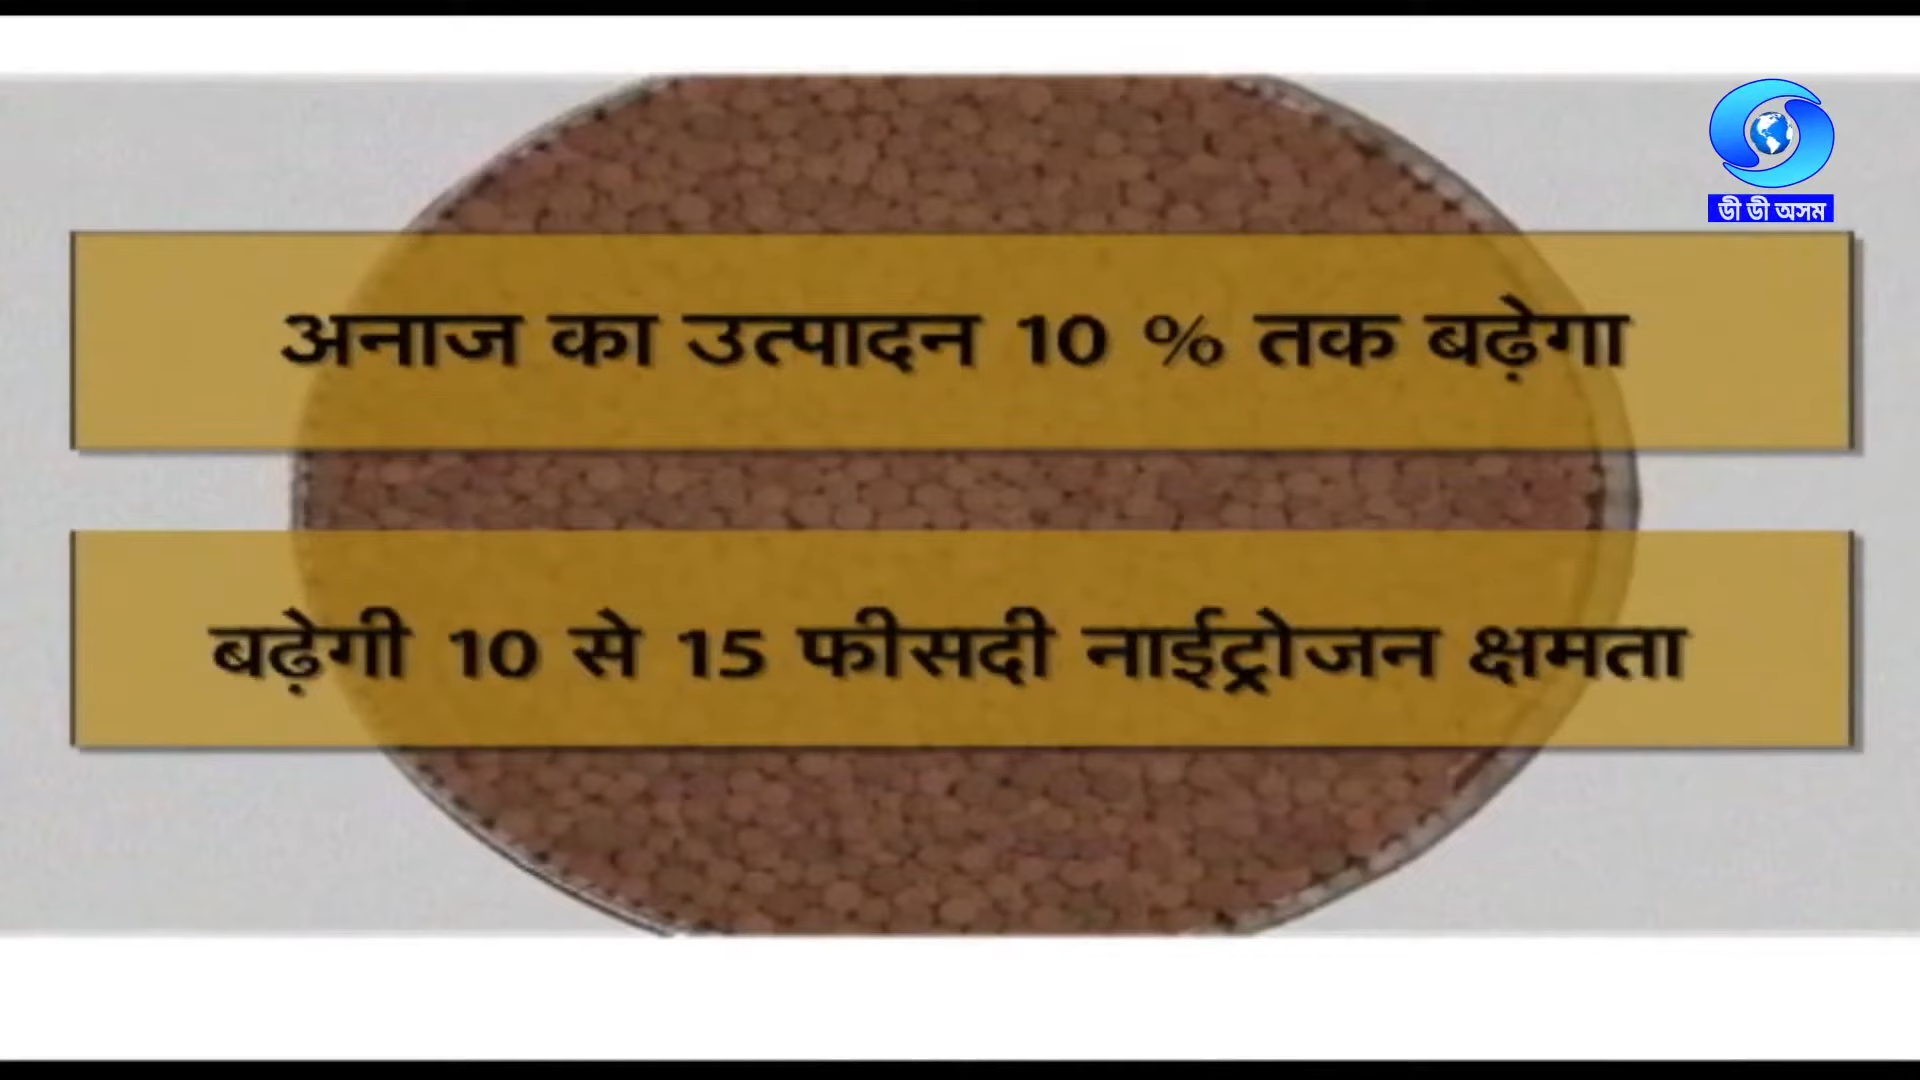 ডী ডী অসম
अनाज का उत्पादन 10 % तक बढ़ेगा
बढ़ेगी 10 से 15 फीसदी नाईट्रोजन क्षमता